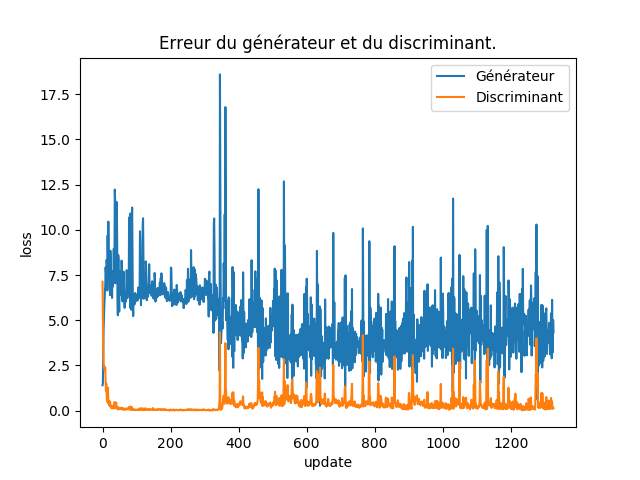 Erreur du générateur et du discriminant.
Générateur
Discriminant
17.5
15.0
12.5
10.0
7.5
5.0
2.5
0.0
loss
0 200 400 600 800 1000 1200
update